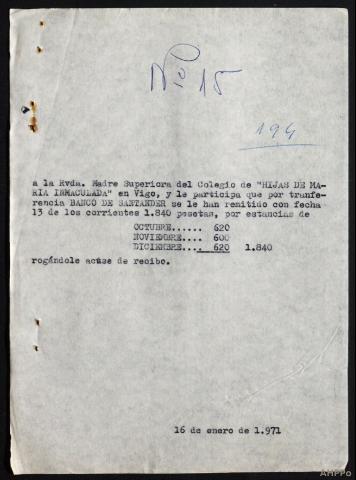 Nº 15
194
a la Rvda. Madre Superiora del Colegio de "HIJAS DE MA-
RIA INMACULADA" en Vigo, y le participa que por tranfe-
rencia BANCO DE SANTANDER se le han remitido con fecha
13 de los corrientes 1.840 pesetas, por estancias de
OCTUBRE...... 620
NOVIEMBRE.... 600
DICIEMBRE.... 620 1.840
rogándole acuse de recibo.
16 de enero de 1.971
AHPPo